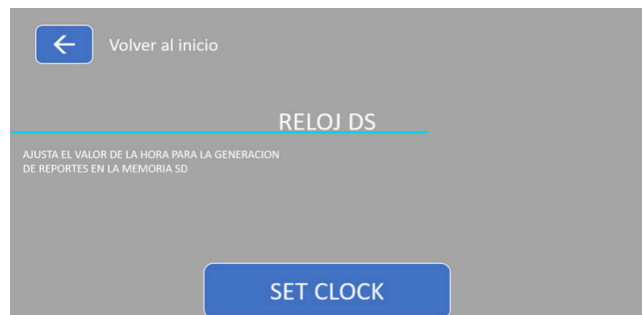 Volver al inicio
RELOJ DS
AJUSTA EL VALOR DE LA HORA PARA LA GENERACION
DE REPORTES EN LA MEMORIA SD
SET CLOCK